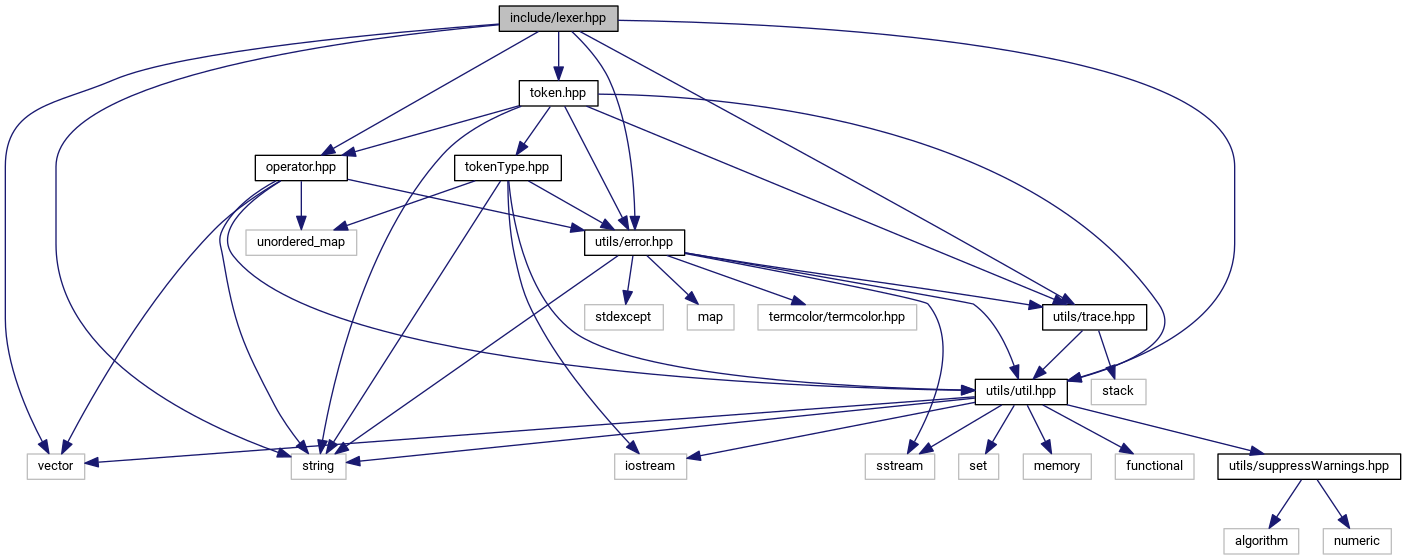 include/lexer.hpp
token.hpp
operator.hpp
tokenType.hpp
unordered_map
utils/error.hpp
stdexcept
map
termcolor/termcolor.hpp
utils/trace.hpp
utils/util.hpp
stack
vector
string
iostream
sstream
set
memory
functional
utils/suppressWarnings.hpp
algorithm
numeric